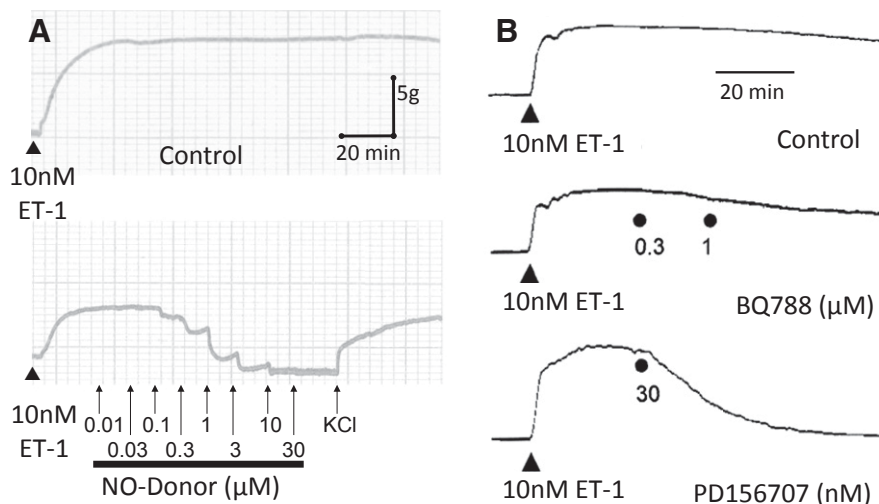 A
5g
20 min
Control
10nM
ET-1
10nM
ET-1
0.01 0.1 1 10 KCl
0.03 0.3 3 30
NO-Donor (μM)
B
20 min
10nM ET-1
Control
0.3 1
10nM ET-1
BQ788 (μM)
30
10nM ET-1
PD156707 (nM)